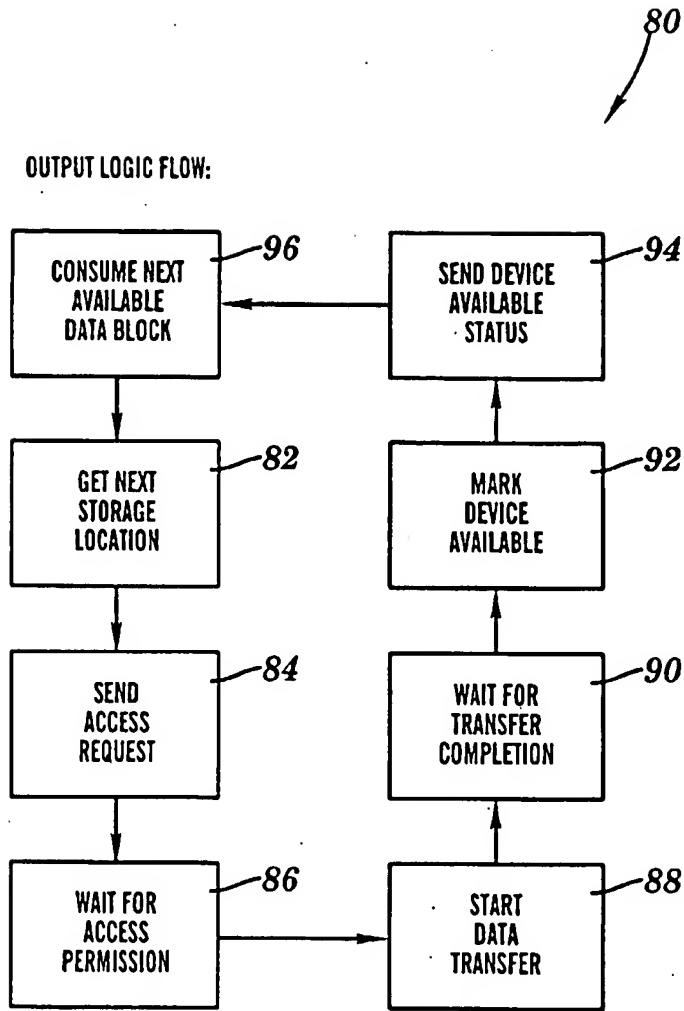 80
OUTPUT LOGIC FLOW:
96
CONSUME NEXT
AVAILABLE
DATA BLOCK
94
SEND DEVICE
AVAILABLE
STATUS
82
GET NEXT
STORAGE
LOCATION
92
MARK
DEVICE
AVAILABLE
84
SEND
ACCESS
REQUEST
90
WAIT FOR
TRANSFER
COMPLETION
86
WAIT FOR
ACCESS
PERMISSION
88
START
DATA
TRANSFER